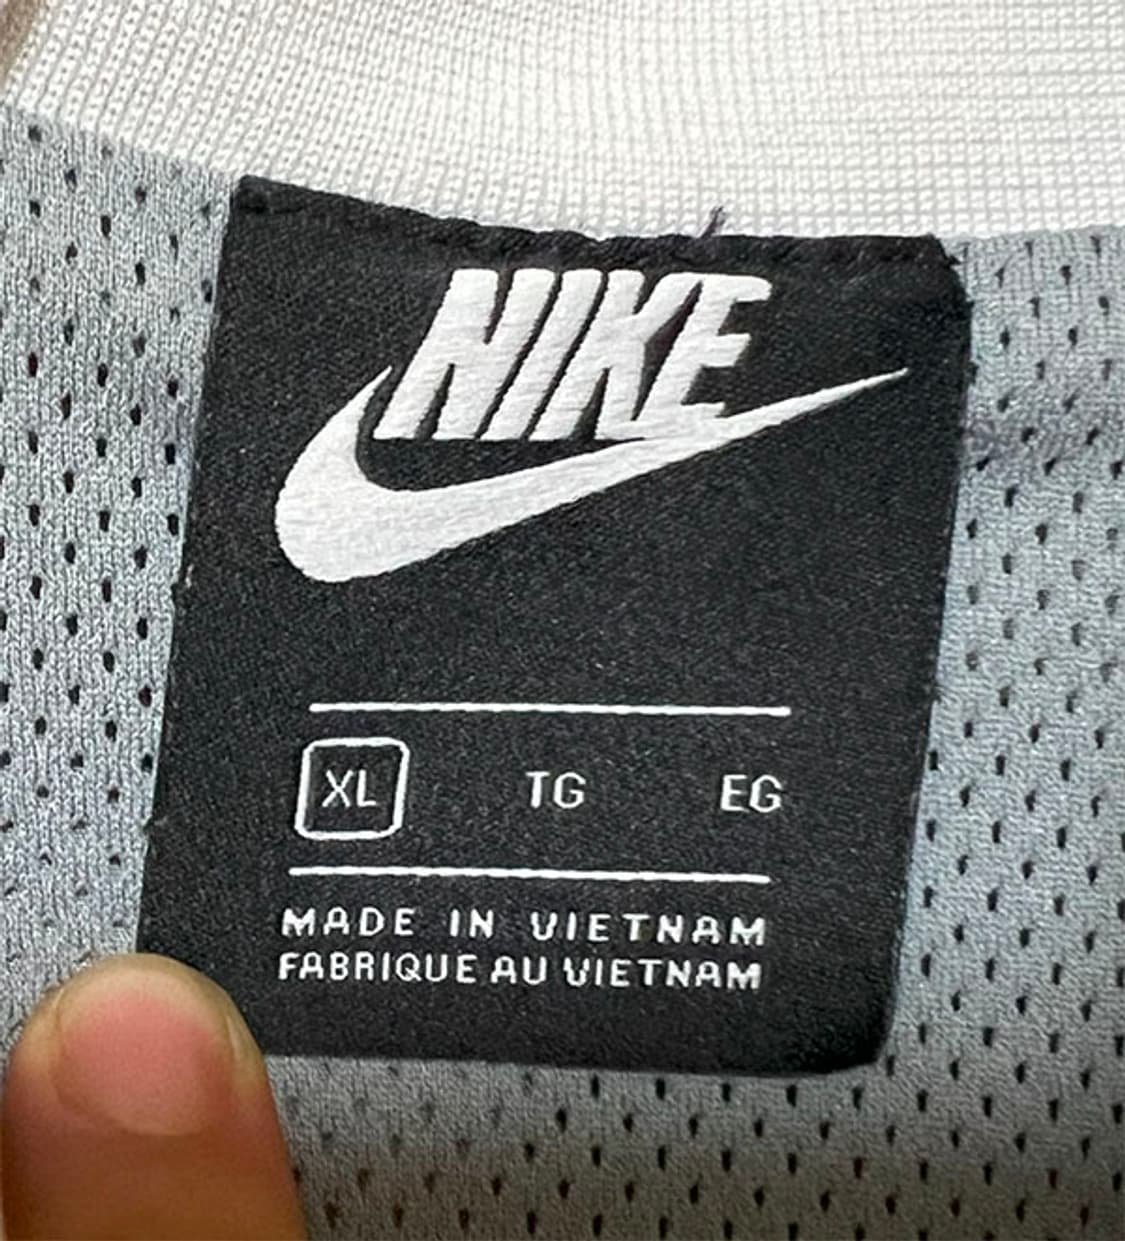 NIKE
XL TG EG
MADE IN VIETNAM
FABRIQUE AU VIETNAM